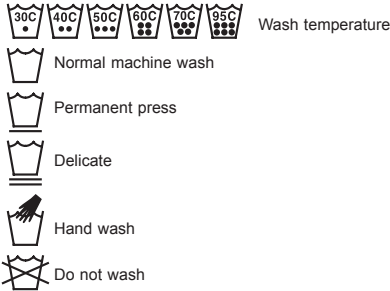 30C 40C 50C 60C 70C 95C Wash temperature
Normal machine wash
Permanent press
Delicate
Hand wash
Do not wash